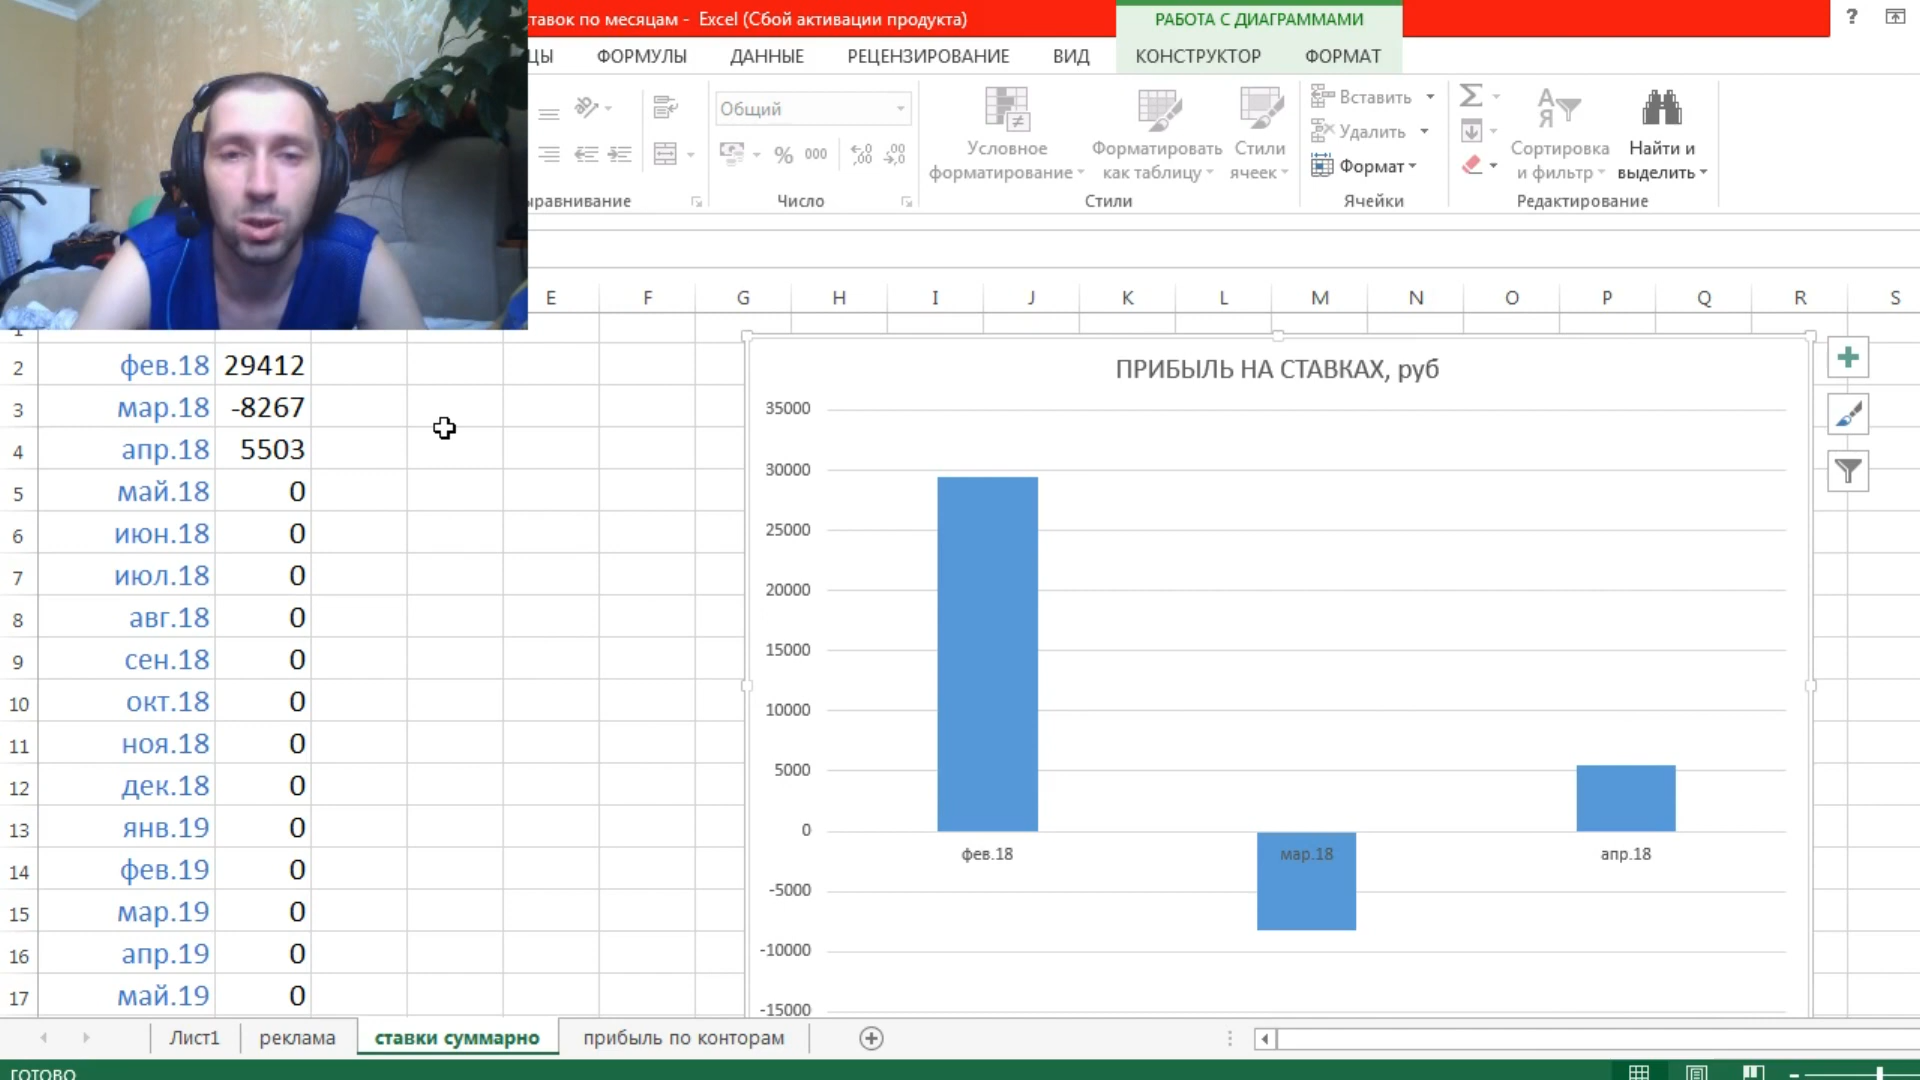 тавок по месяцам - Excel (Сбой активации продукта)
РАБОТА С ДИАГРАММАМИ
?
ЦЫ ФОРМУЛЫ ДАННЫЕ РЕЦЕНЗИРОВАНИЕ ВИД КОНСТРУКТОР ФОРМАТ
Общий
% 000
Условное форматирование
Форматировать как таблицу
Стили ячеек
Вставить
Удалить
Формат
Сортировка и фильтр
Найти и выделить
ыравнивание Число Стили Ячейки Редактирование
E F G H I J K L M N O P Q R S
1
2 фев.18 29412
3 мар.18 -8267
4 апр.18 5503
5 май.18 0
6 июн.18 0
7 июл.18 0
8 авг.18 0
9 сен.18 0
10 окт.18 0
11 ноя.18 0
12 дек.18 0
13 янв.19 0
14 фев.19 0
15 мар.19 0
16 апр.19 0
17 май.19 0
ПРИБЫЛЬ НА СТАВКАХ, руб
35000
30000
25000
20000
15000
10000
5000
0
фев.18 мар.18 апр.18
-5000
-10000
-15000
Лист1 реклама ставки суммарно прибыль по конторам
ГОТОВО